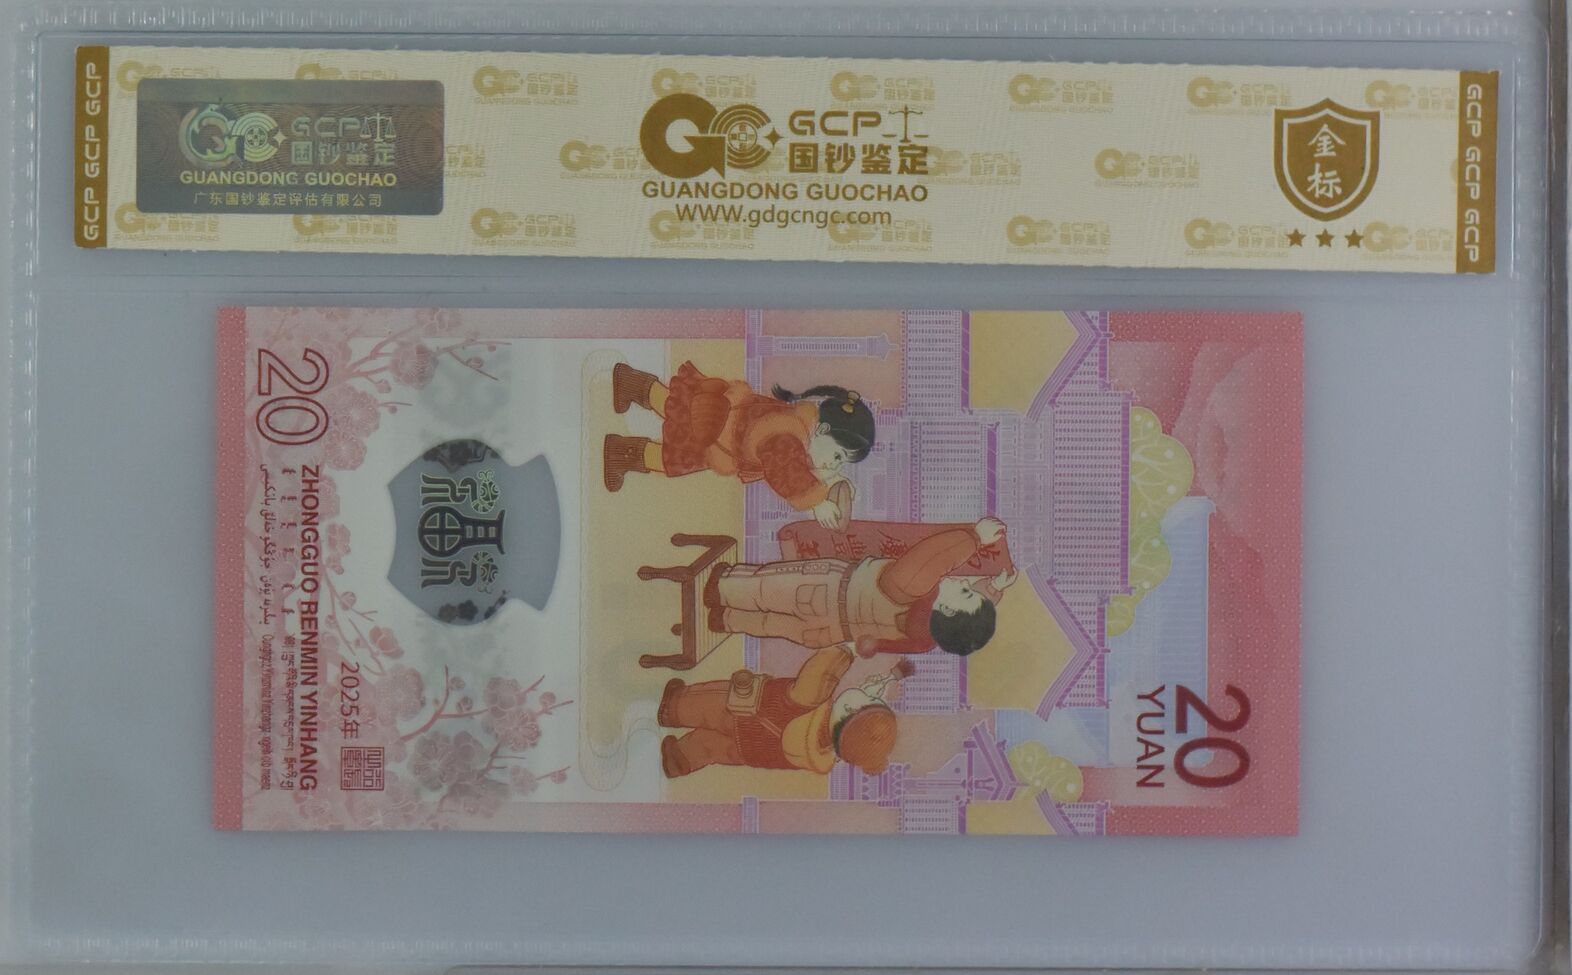 GCP GCP GCP
GCP
国钞鉴定
GUANGDONG GUOCHAO
广东国钞鉴定评估有限公司
GCP
国钞鉴定
GUANGDONG GUOCHAO
WWW.gdgcngc.com
金标
GCP GCP GCP
20
ZHONGGUO RENMIN YINHANG
2025年
20
YUAN